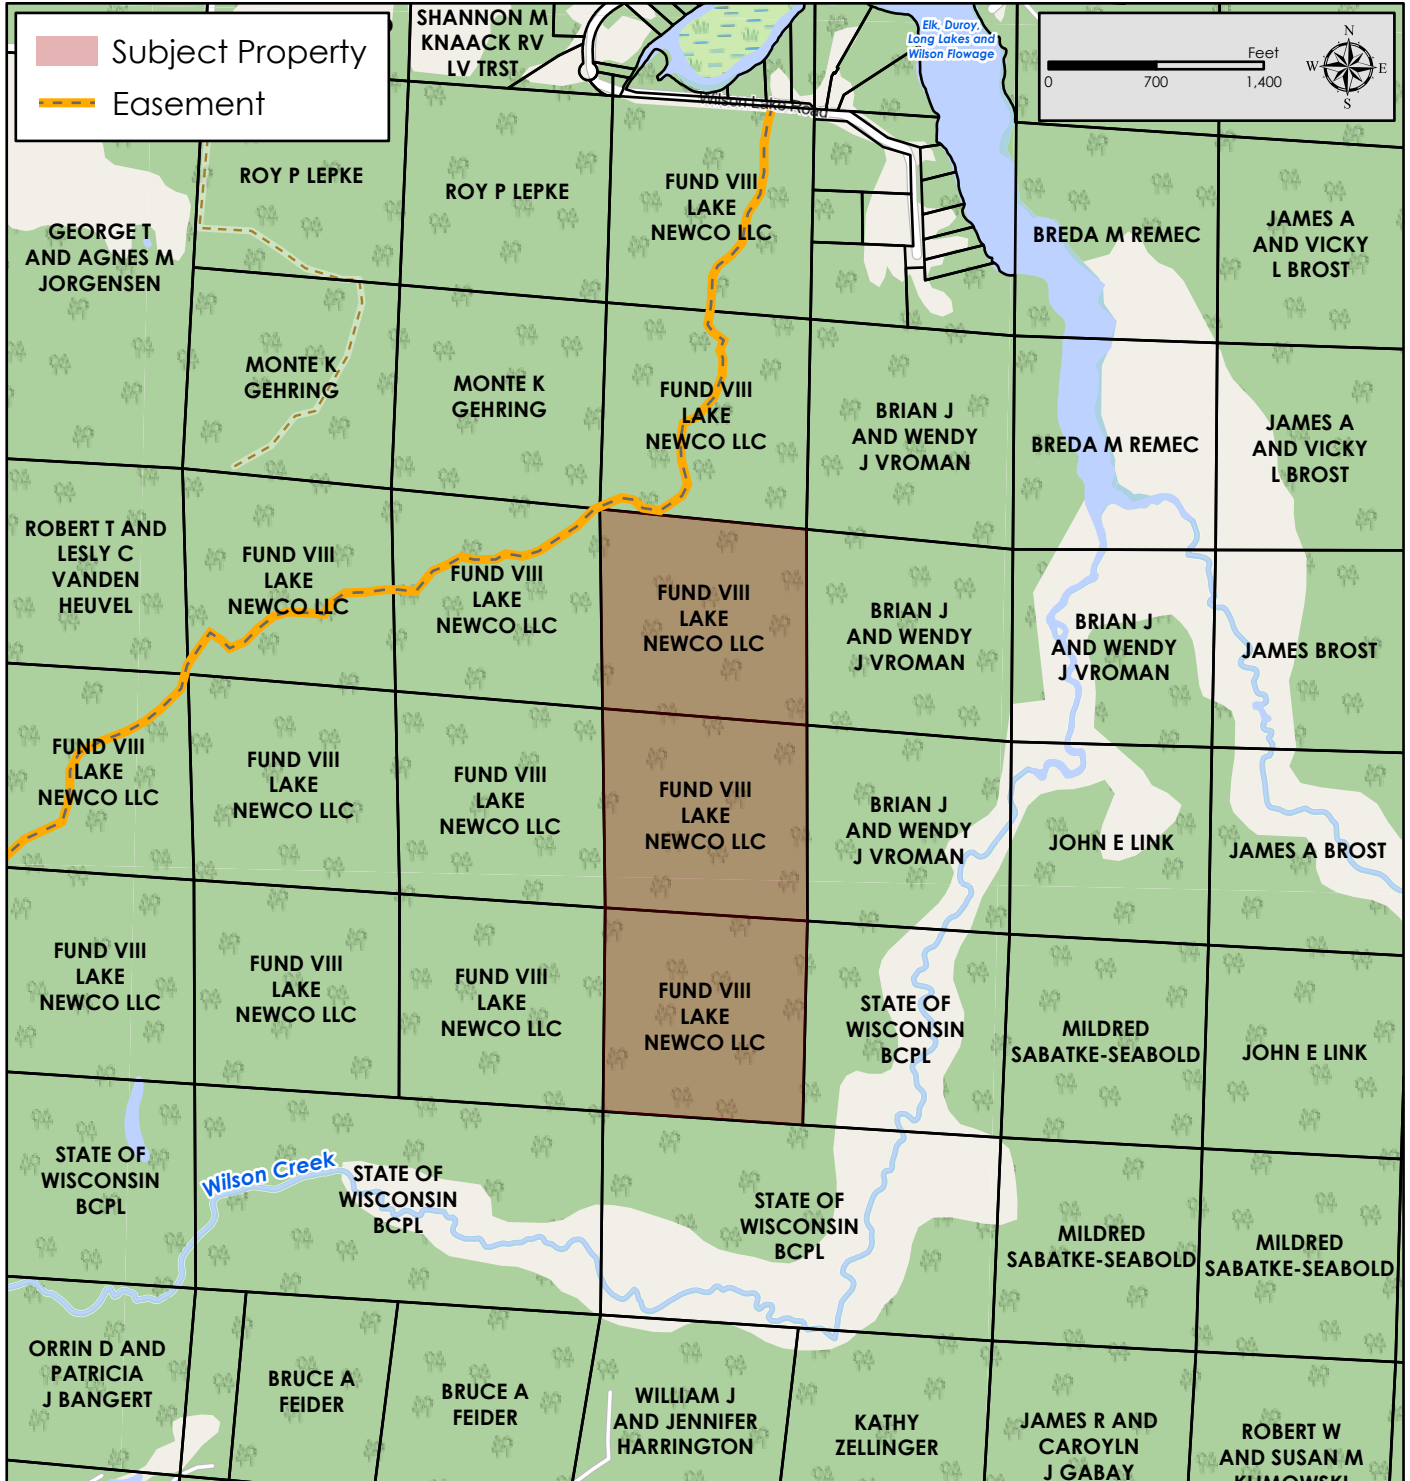 Subject Property
Easement
SHANNON M
KNAACK RV
LV TRST
Elk, Duroy,
Long Lakes and
Wilson Flowage
Feet
0 700 1,400
N
W E
S
Wilson Lake Road
ROY P LEPKE
ROY P LEPKE
FUND VIII
LAKE
NEWCO LLC
GEORGE T
AND AGNES M
JORGENSEN
BREDA M REMEC
JAMES A
AND VICKY
L BROST
MONTE K
GEHRING
MONTE K
GEHRING
FUND VIII
LAKE
NEWCO LLC
BRIAN J
AND WENDY
J VROMAN
BREDA M REMEC
JAMES A
AND VICKY
L BROST
ROBERT T AND
LESLY C
VANDEN
HEUVEL
FUND VIII
LAKE
NEWCO LLC
FUND VIII
LAKE
NEWCO LLC
FUND VIII
LAKE
NEWCO LLC
BRIAN J
AND WENDY
J VROMAN
BRIAN J
AND WENDY
J VROMAN
JAMES BROST
FUND VIII
LAKE
NEWCO LLC
FUND VIII
LAKE
NEWCO LLC
FUND VIII
LAKE
NEWCO LLC
FUND VIII
LAKE
NEWCO LLC
BRIAN J
AND WENDY
J VROMAN
JOHN E LINK
JAMES A BROST
FUND VIII
LAKE
NEWCO LLC
FUND VIII
LAKE
NEWCO LLC
FUND VIII
LAKE
NEWCO LLC
FUND VIII
LAKE
NEWCO LLC
STATE OF
WISCONSIN
BCPL
MILDRED
SABATKE-SEABOLD
JOHN E LINK
STATE OF
WISCONSIN
BCPL
Wilson Creek
STATE OF
WISCONSIN
BCPL
STATE OF
WISCONSIN
BCPL
MILDRED
SABATKE-SEABOLD
MILDRED
SABATKE-SEABOLD
ORRIN D AND
PATRICIA
J BANGERT
BRUCE A
FEIDER
BRUCE A
FEIDER
WILLIAM J
AND JENNIFER
HARRINGTON
KATHY
ZELLINGER
JAMES R AND
CAROYLN
J GABAY
ROBERT W
AND SUSAN M